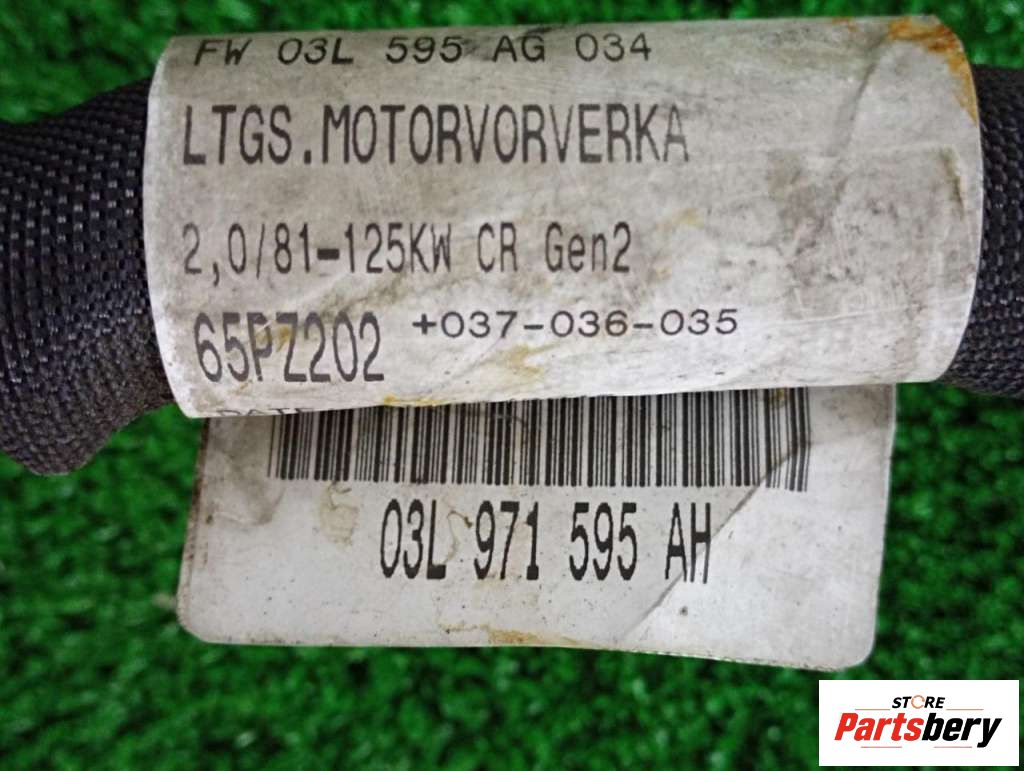 FW 03L 595 AG 034
LTGS.MOTORVORVERKA
2,0/81-125KW CR Gen2
65PZ202 +037-036-035
DATE
03L 971 595 AH
STORE
Partsbery